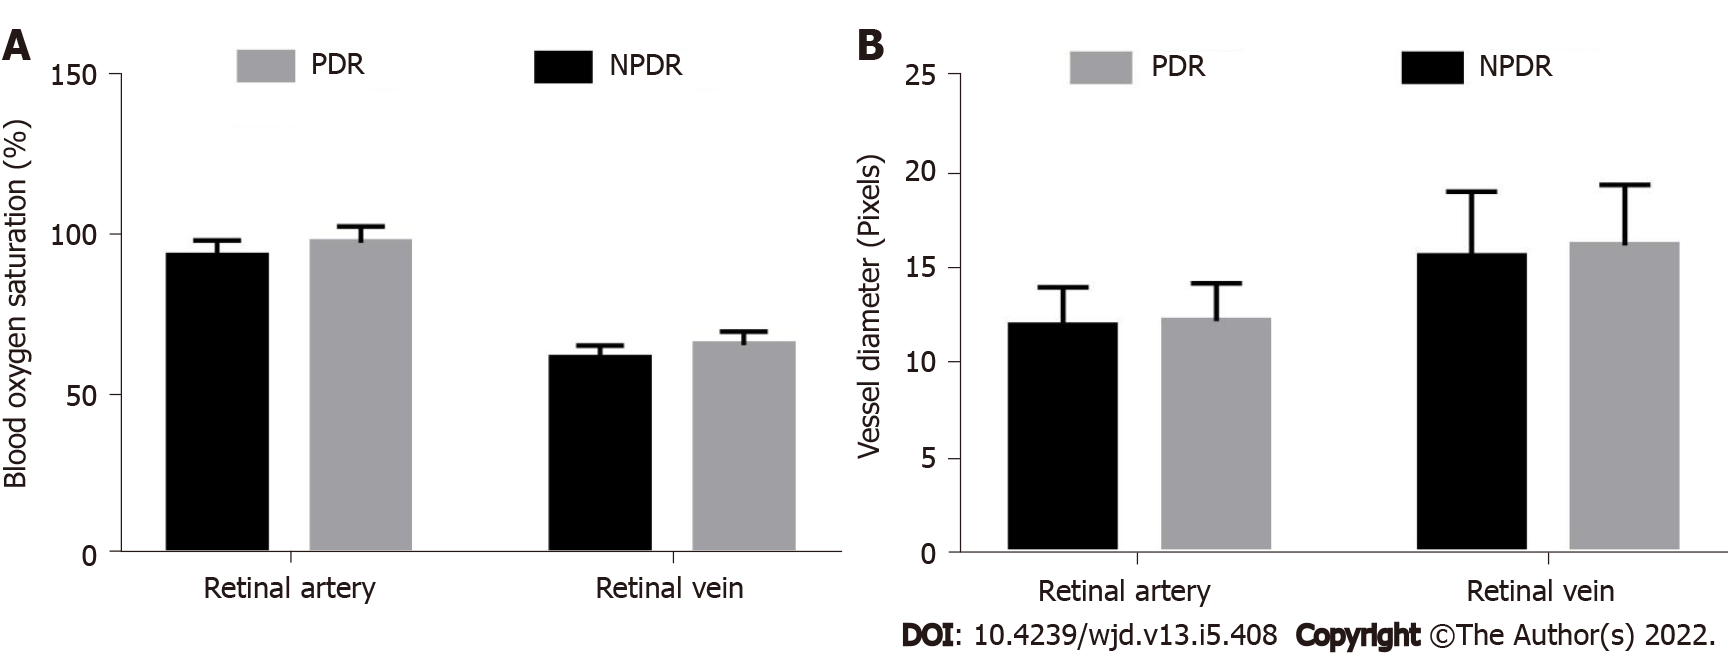 A
PDR
NPDR
150
100
50
0
Blood oxygen saturation (%)
Retinal artery
Retinal vein
B
PDR
NPDR
25
20
15
10
5
0
Vessel diameter (Pixels)
Retinal artery
Retinal vein
DOI: 10.4239/wjd.v13.i5.408 Copyright ©The Author(s) 2022.